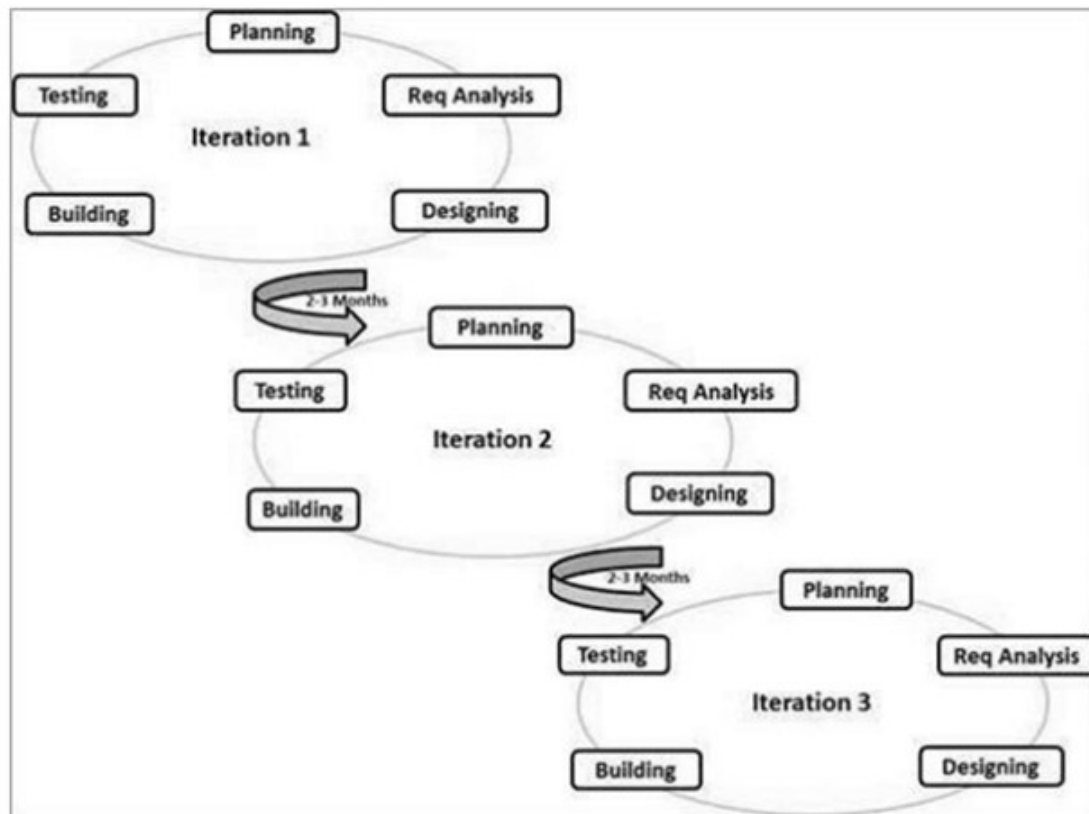 Planning
Testing
Req Analysis
Iteration 1
Building
Designing
2-3 Months
Planning
Testing
Req Analysis
Iteration 2
Building
Designing
2-3 Months
Planning
Testing
Req Analysis
Iteration 3
Building
Designing